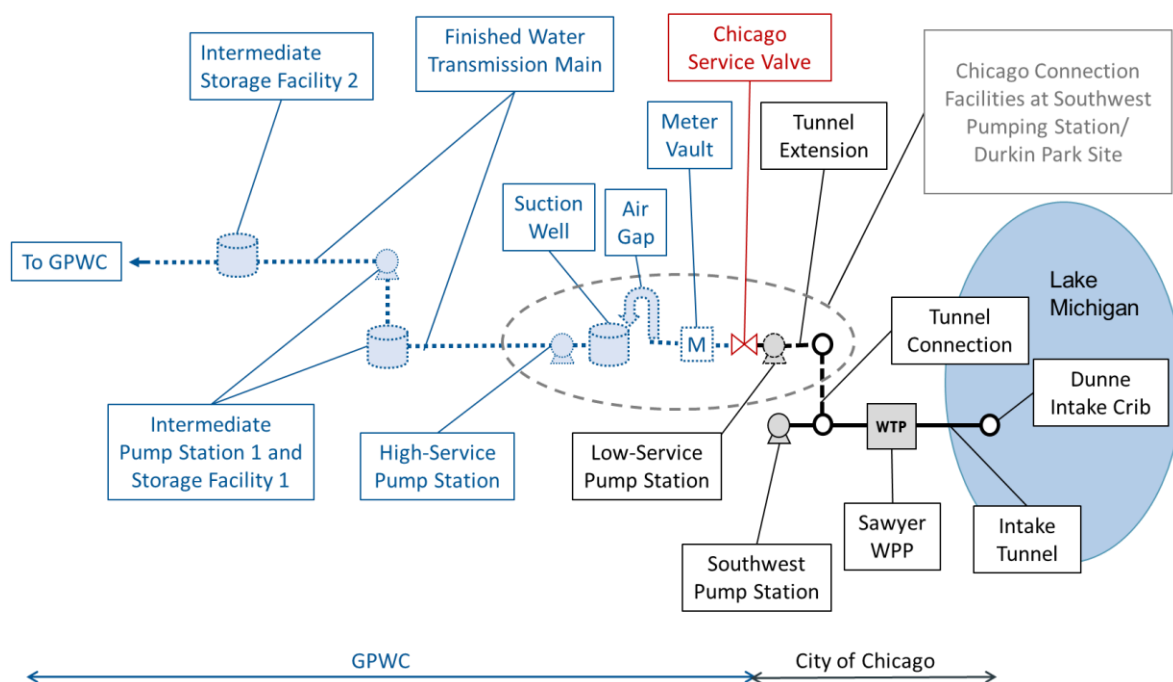 Intermediate
Storage Facility 2
Finished Water
Transmission Main
Chicago
Service Valve
Chicago Connection
Facilities at Southwest
Pumping Station/
Durkin Park Site
Meter
Vault
Tunnel
Extension
Suction
Well
Air
Gap
To GPWC
Lake
Michigan
M
Tunnel
Connection
Dunne
Intake Crib
WTP
Intermediate
Pump Station 1 and
Storage Facility 1
High-Service
Pump Station
Low-Service
Pump Station
Sawyer
WPP
Intake
Tunnel
Southwest
Pump Station
GPWC
City of Chicago